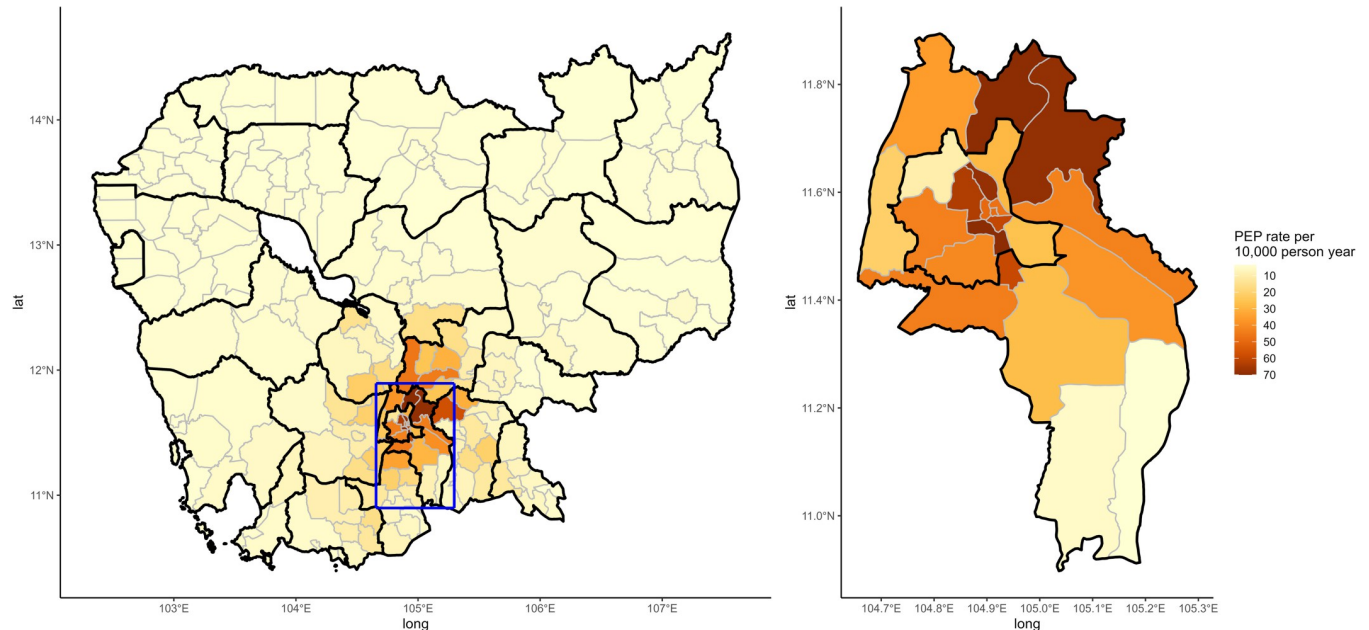 14°N
13°N
12°N
11°N
lat
103°E
104°E
105°E
106°E
107°E
long
11.8°N
11.6°N
11.4°N
11.2°N
11.0°N
lat
104.7°E
104.8°E
104.9°E
105.0°E
105.1°E
105.2°E
105.3°E
long
PEP rate per
10,000 person year
10
20
30
40
50
60
70